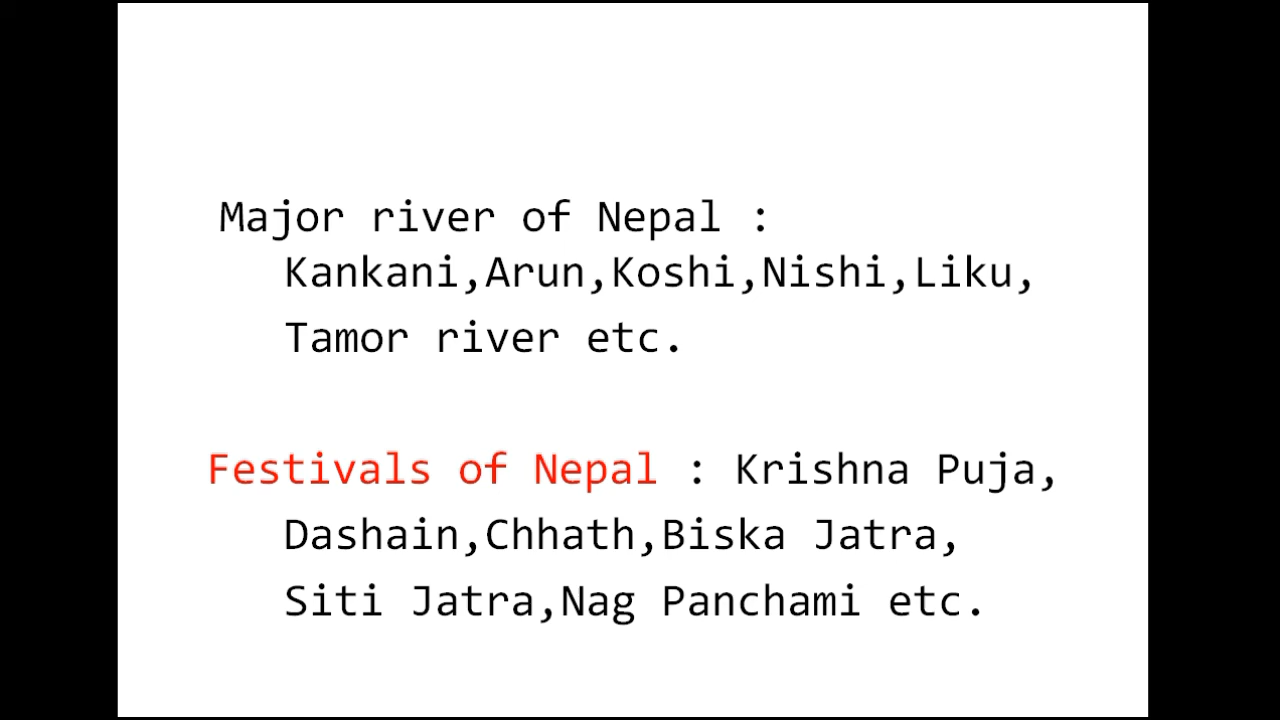 Major river of Nepal :
Kankani,Arun,Koshi,Nishi,Liku,
Tamor river etc.
Festivals of Nepal : Krishna Puja,
Dashain,Chhath,Biska Jatra,
Siti Jatra,Nag Panchami etc.